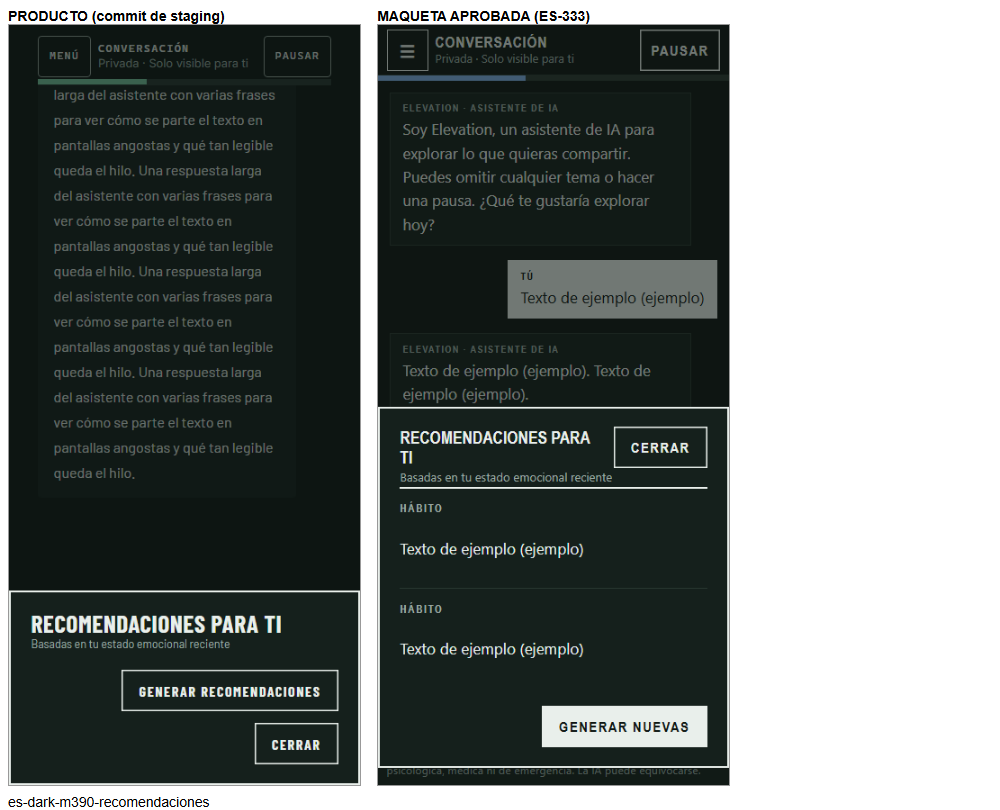 PRODUCTO (commit de staging)
MENÚ
CONVERSACIÓN
Privada · Solo visible para ti
PAUSAR
larga del asistente con varias frases
para ver cómo se parte el texto en
pantallas angostas y qué tan legible
queda el hilo. Una respuesta larga
del asistente con varias frases para
ver cómo se parte el texto en
pantallas angostas y qué tan legible
queda el hilo. Una respuesta larga
del asistente con varias frases para
ver cómo se parte el texto en
pantallas angostas y qué tan legible
queda el hilo. Una respuesta larga
del asistente con varias frases para
ver cómo se parte el texto en
pantallas angostas y qué tan legible
queda el hilo.
RECOMENDACIONES PARA TI
Basadas en tu estado emocional reciente
GENERAR RECOMENDACIONES
CERRAR
MAQUETA APROBADA (ES-333)
☰
CONVERSACIÓN
Privada · Solo visible para ti
PAUSAR
ELEVATION · ASISTENTE DE IA
Soy Elevation, un asistente de IA para
explorar lo que quieras compartir.
Puedes omitir cualquier tema o hacer
una pausa. ¿Qué te gustaría explorar
hoy?
TÚ
Texto de ejemplo (ejemplo)
ELEVATION · ASISTENTE DE IA
Texto de ejemplo (ejemplo). Texto de
ejemplo (ejemplo).
RECOMENDACIONES PARA
TI
Basadas en tu estado emocional reciente
CERRAR
HÁBITO
Texto de ejemplo (ejemplo)
HÁBITO
Texto de ejemplo (ejemplo)
GENERAR NUEVAS
psicológica, médica ni de emergencia. La IA puede equivocarse.
es-dark-m390-recomendaciones